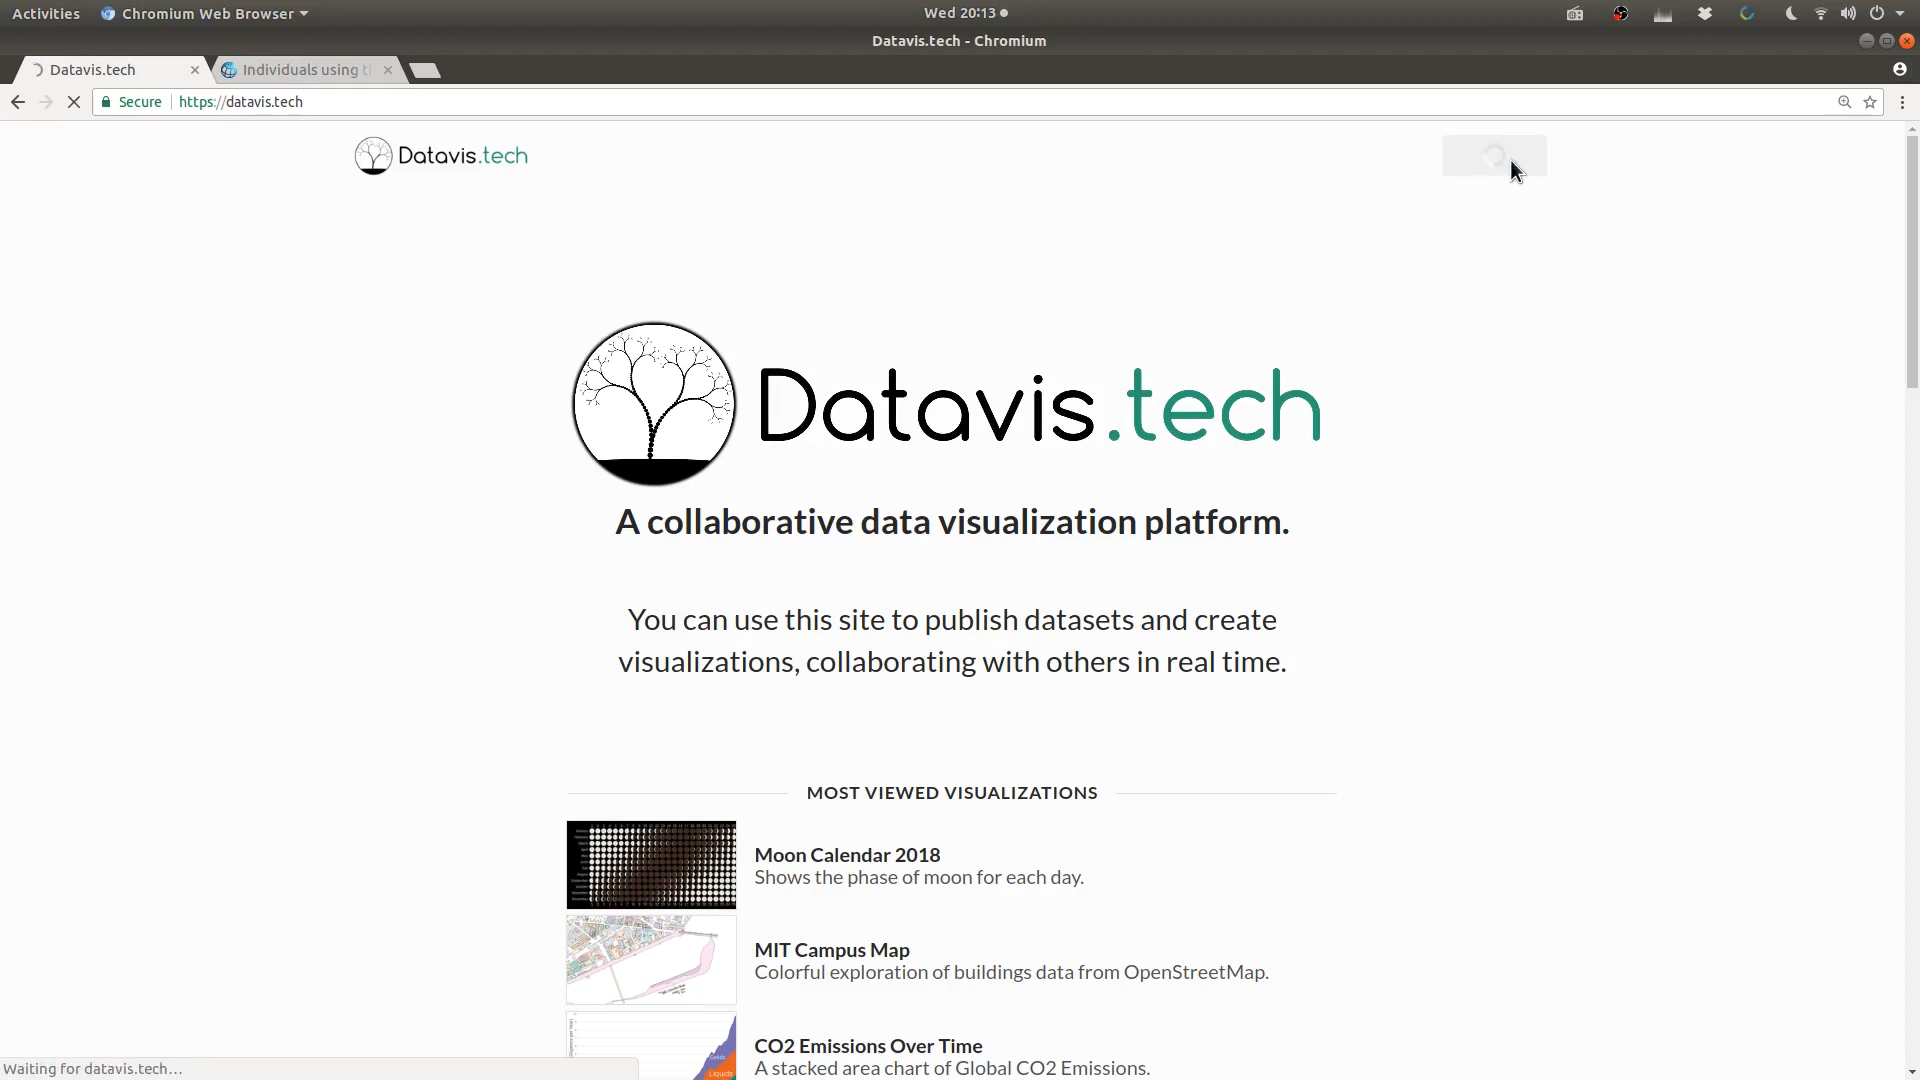 Activities
Chromium Web Browser
Wed 20:13
Datavis.tech - Chromium
Datavis.tech
Individuals using t
Secure
https://datavis.tech
Datavis.tech
Datavis.tech
A collaborative data visualization platform.
You can use this site to publish datasets and create
visualizations, collaborating with others in real time.
MOST VIEWED VISUALIZATIONS
Moon Calendar 2018
Shows the phase of moon for each day.
MIT Campus Map
Colorful exploration of buildings data from OpenStreetMap.
CO2 Emissions Over Time
A stacked area chart of Global CO2 Emissions.
Solids
Liquids
Waiting for datavis.tech...